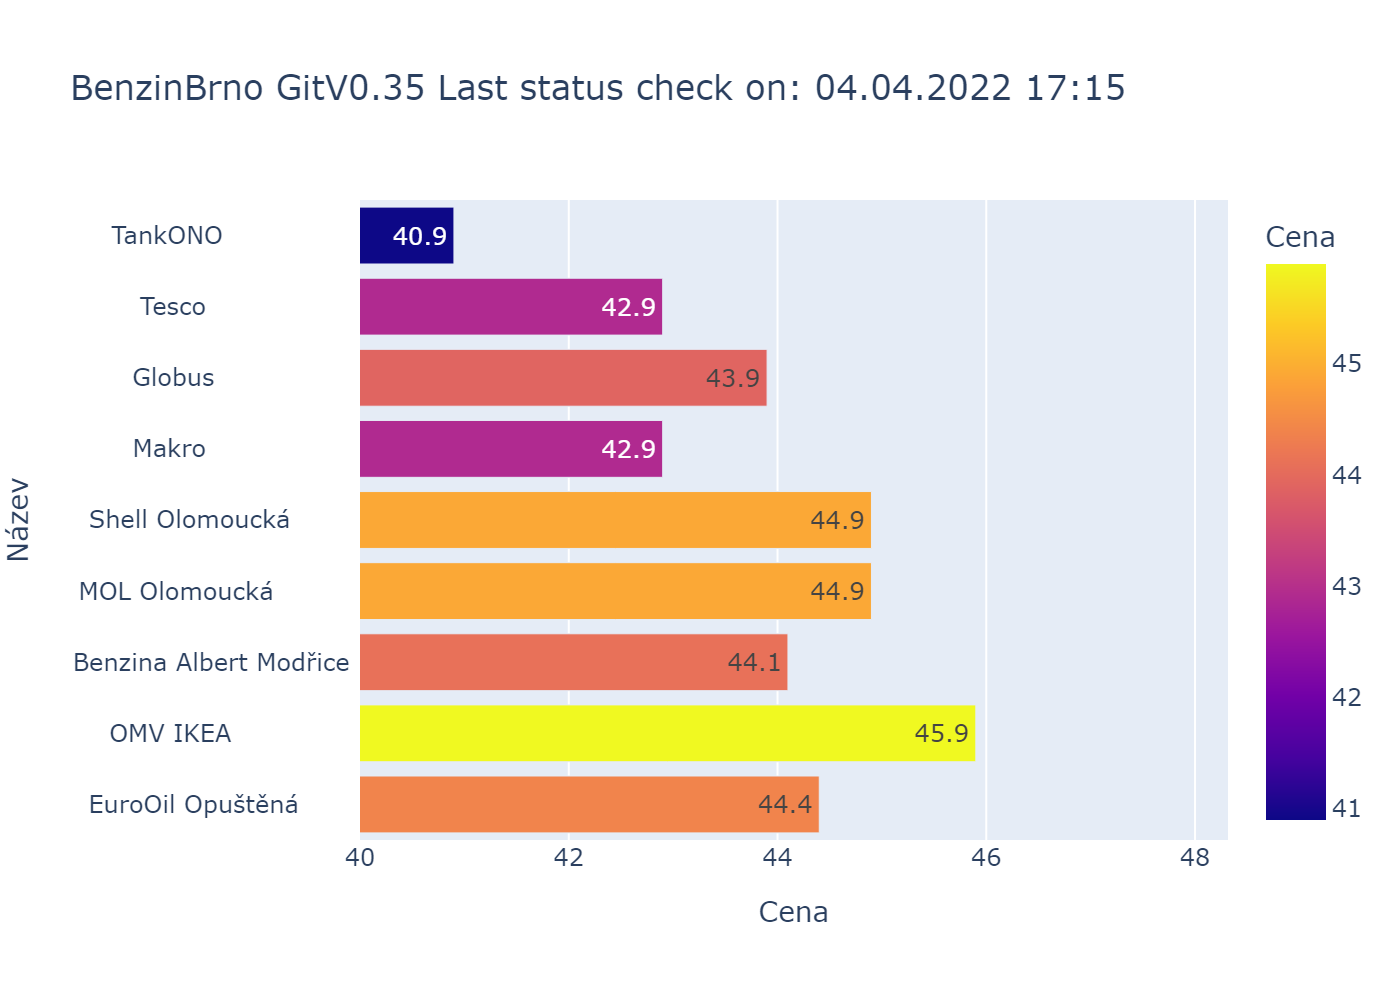 BenzinBrno GitV0.35 Last status check on: 04.04.2022 17:15
TankONO 40.9
Tesco 42.9
Globus 43.9
Makro 42.9
Shell Olomoucká 44.9
MOL Olomoucká 44.9
Benzina Albert Modřice 44.1
OMV IKEA 45.9
EuroOil Opuštěná 44.4
Název
40 42 44 46 48
Cena
Cena
45
44
43
42
41